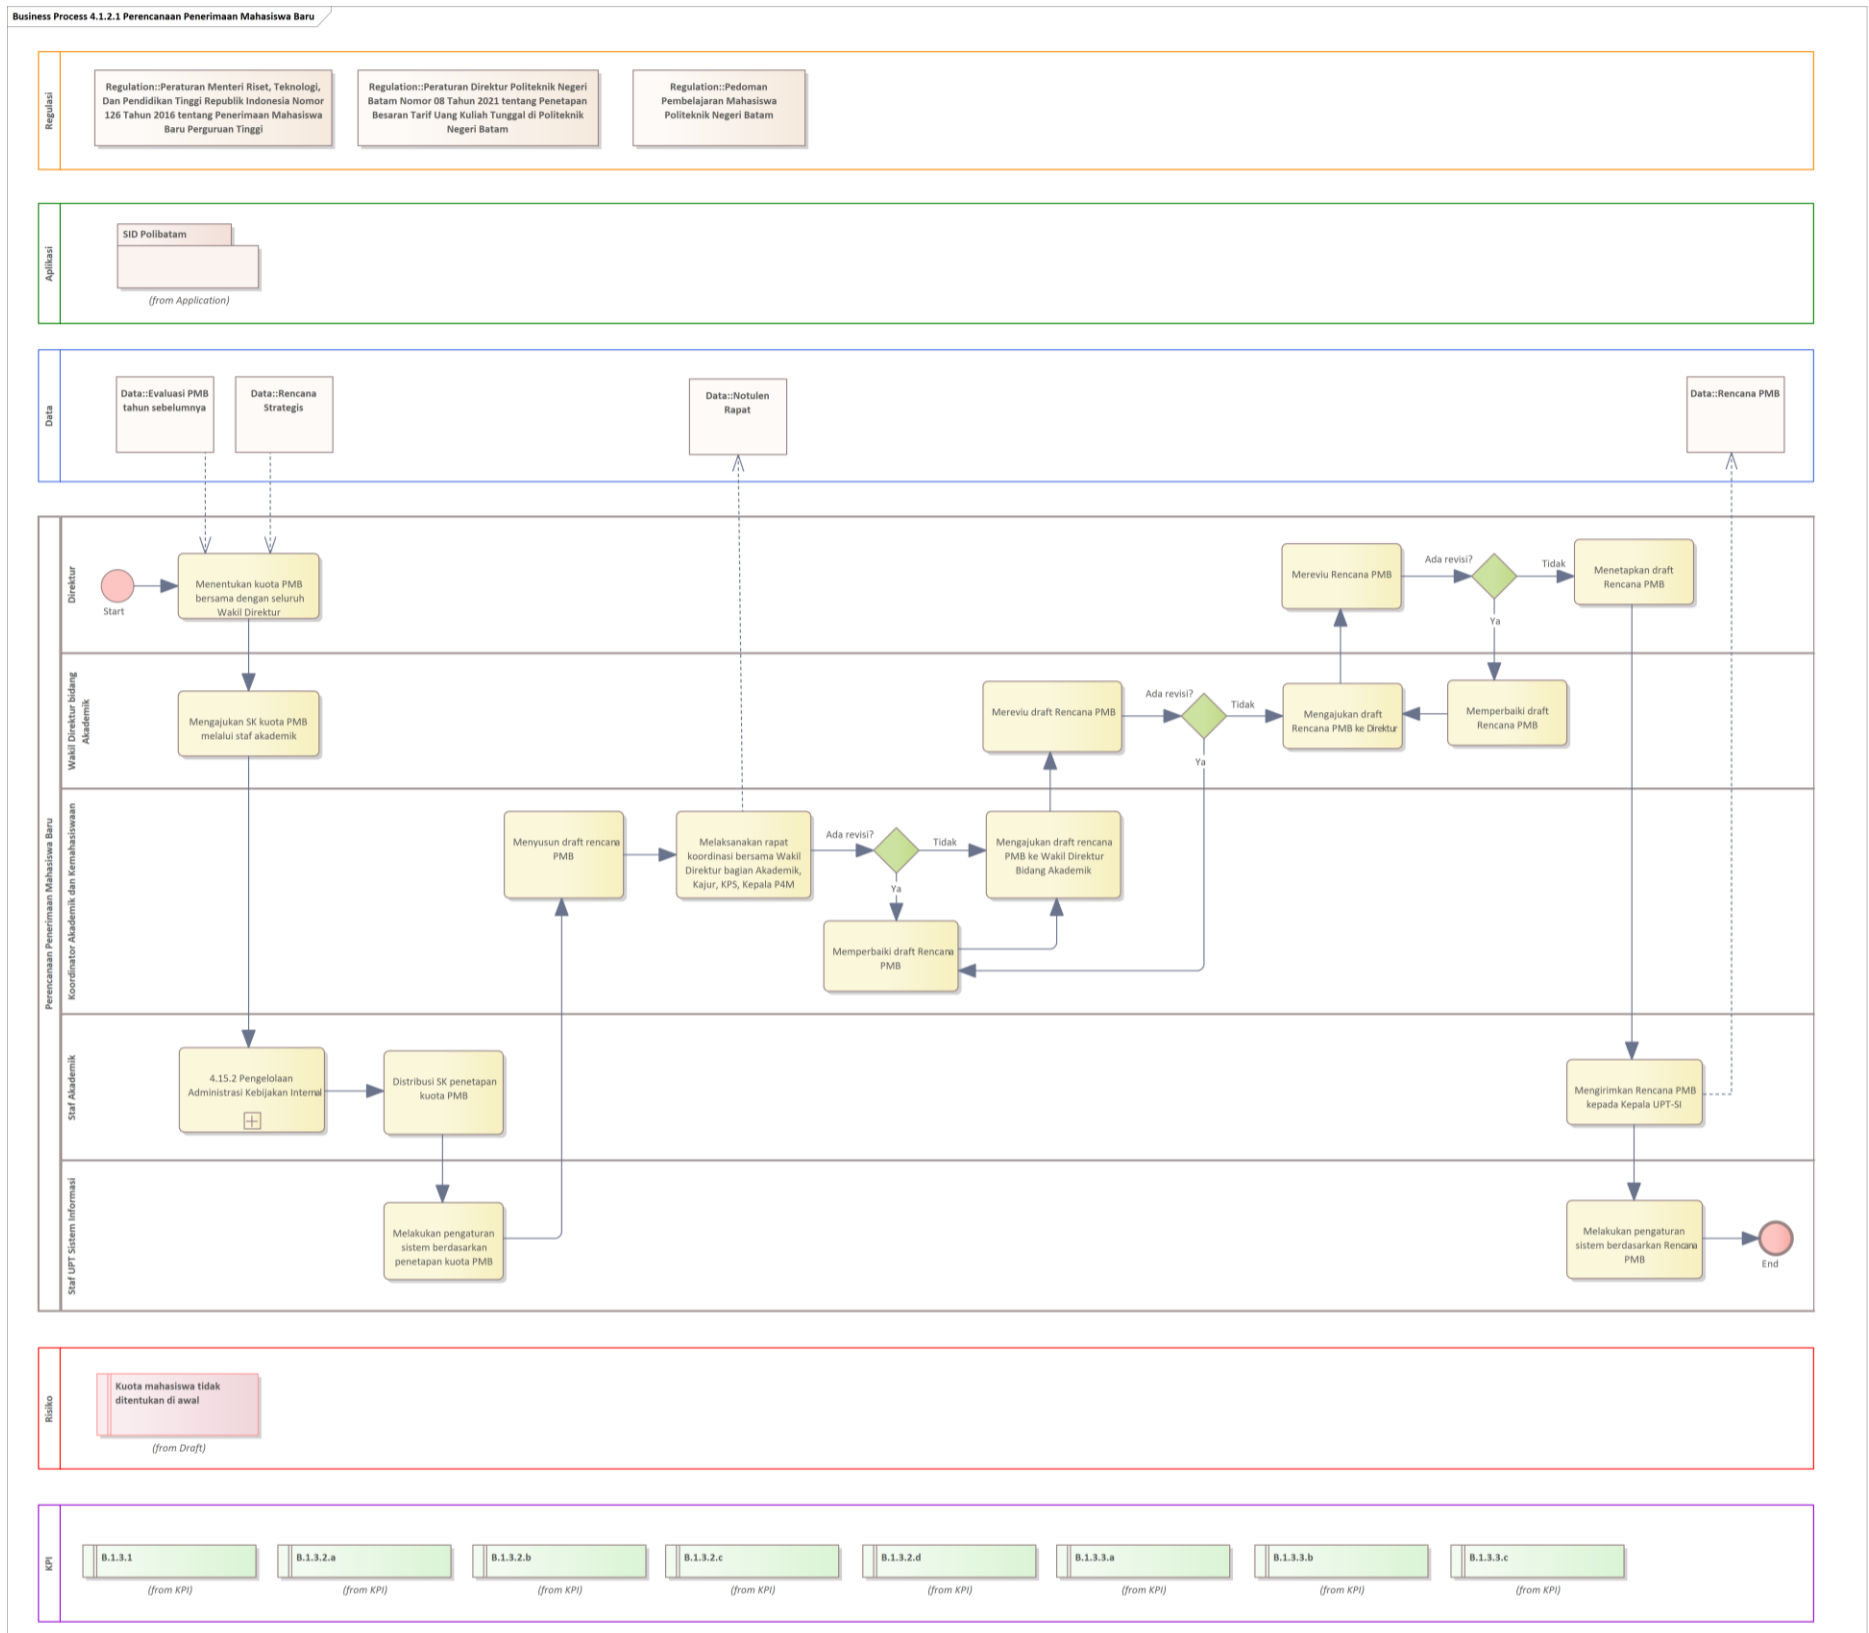 Business Process 4.1.2.1 Perencanaan Penerimaan Mahasiswa Baru
Regulasi
Regulation::Peraturan Menteri Riset, Teknologi,
Dan Pendidikan Tinggi Republik Indonesia Nomor
126 Tahun 2016 tentang Penerimaan Mahasiswa
Baru Perguruan Tinggi
Regulation::Peraturan Direktur Politeknik Negeri
Batam Nomor 08 Tahun 2021 tentang Penetapan
Besaran Tarif Uang Kuliah Tunggal di Politeknik
Negeri Batam
Regulation::Pedoman
Pembelajaran Mahasiswa
Politeknik Negeri Batam
Aplikasi
SID Polibatam
(from Application)
Data
Data::Evaluasi PMB
tahun sebelumnya
Data::Rencana
Strategis
Data::Notulen
Rapat
Data::Rencana PMB
Perencanaan Penerimaan Mahasiswa Baru
Direktur
Start
Menentukan kuota PMB
bersama dengan seluruh
Wakil Direktur
Mereviu Rencana PMB
Ada revisi?
Tidak
Ya
Menetapkan draft
Rencana PMB
Wakil Direktur bidang
Akademik
Mengajukan SK kuota PMB
melalui staf akademik
Mereviu draft Rencana PMB
Ada revisi?
Tidak
Ya
Mengajukan draft
Rencana PMB ke Direktur
Memperbaiki draft
Rencana PMB
Koordinator Akademik dan Kemahasiswaan
Menyusun draft rencana
PMB
Melaksanakan rapat
koordinasi bersama Wakil
Direktur bagian Akademik,
Kajur, KPS, Kepala P4M
Ada revisi?
Tidak
Ya
Mengajukan draft rencana
PMB ke Wakil Direktur
Bidang Akademik
Memperbaiki draft Rencana
PMB
Staf Akademik
4.15.2 Pengelolaan
Administrasi Kebijakan Internal
Distribusi SK penetapan
kuota PMB
Mengirimkan Rencana PMB
kepada Kepala UPT-SI
Staf UPT Sistem Informasi
Melakukan pengaturan
sistem berdasarkan
penetapan kuota PMB
Melakukan pengaturan
sistem berdasarkan Rencana
PMB
End
Risiko
Kuota mahasiswa tidak
ditentukan di awal
(from Draft)
KPI
B.1.3.1
(from KPI)
B.1.3.2.a
(from KPI)
B.1.3.2.b
(from KPI)
B.1.3.2.c
(from KPI)
B.1.3.2.d
(from KPI)
B.1.3.3.a
(from KPI)
B.1.3.3.b
(from KPI)
B.1.3.3.c
(from KPI)